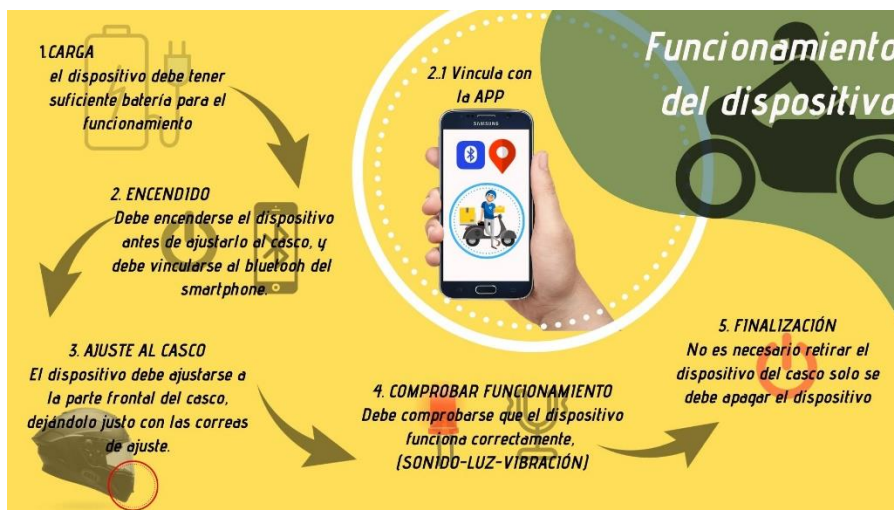 Funcionamiento
del dispositivo
1.CARGA
el dispositivo debe tener
suficiente batería para el
funcionamiento
2. ENCENDIDO
Debe encenderse el dispositivo
antes de ajustarlo al casco, y
debe vincularse al bluetooh del
smartphone.
2..1 Vincula con
la APP
SAMSUNG
3. AJUSTE AL CASCO
El dispositivo debe ajustarse a
la parte frontal del casco,
dejándolo justo con las correas
de ajuste.
4. COMPROBAR FUNCIONAMIENTO
Debe comprobarse que el dispositivo
funciona correctamente,
(SONIDO-LUZ-VIBRACIÓN)
5. FINALIZACIÓN
No es necesario retirar el
dispositivo del casco solo se
debe apagar el dispositivo